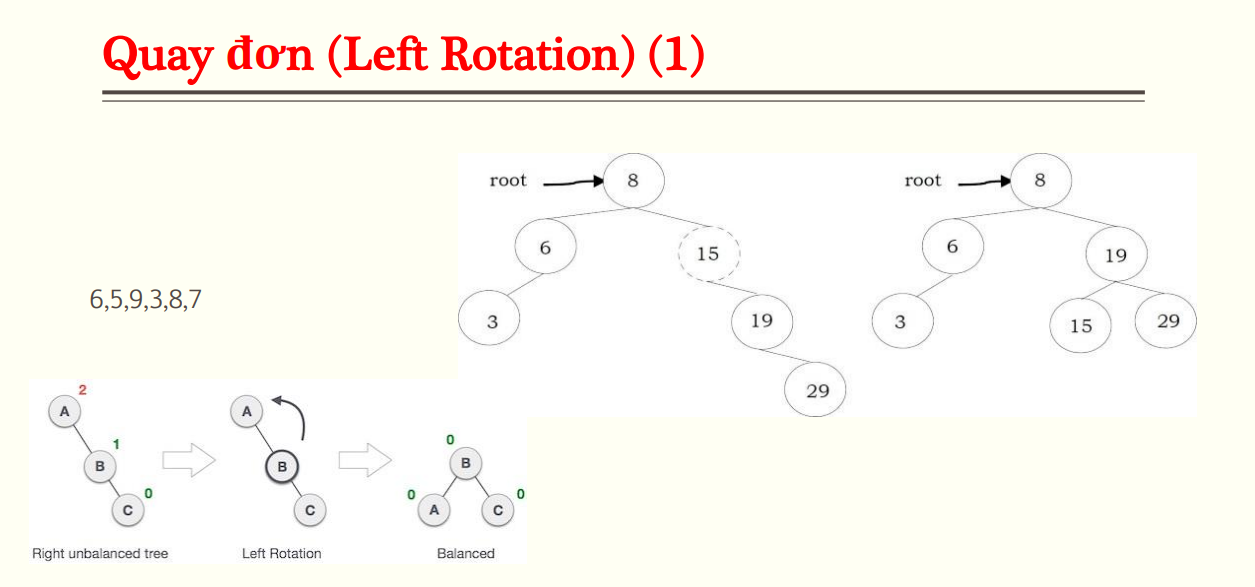 Quay đơn (Left Rotation) (1)
root 8
6 15
3 19
29
root 8
6 19
3 15 29
6,5,9,3,8,7
2
A
1
B
0
C
Right unbalanced tree
A
B
C
Left Rotation
0
B
0 0
A C
Balanced